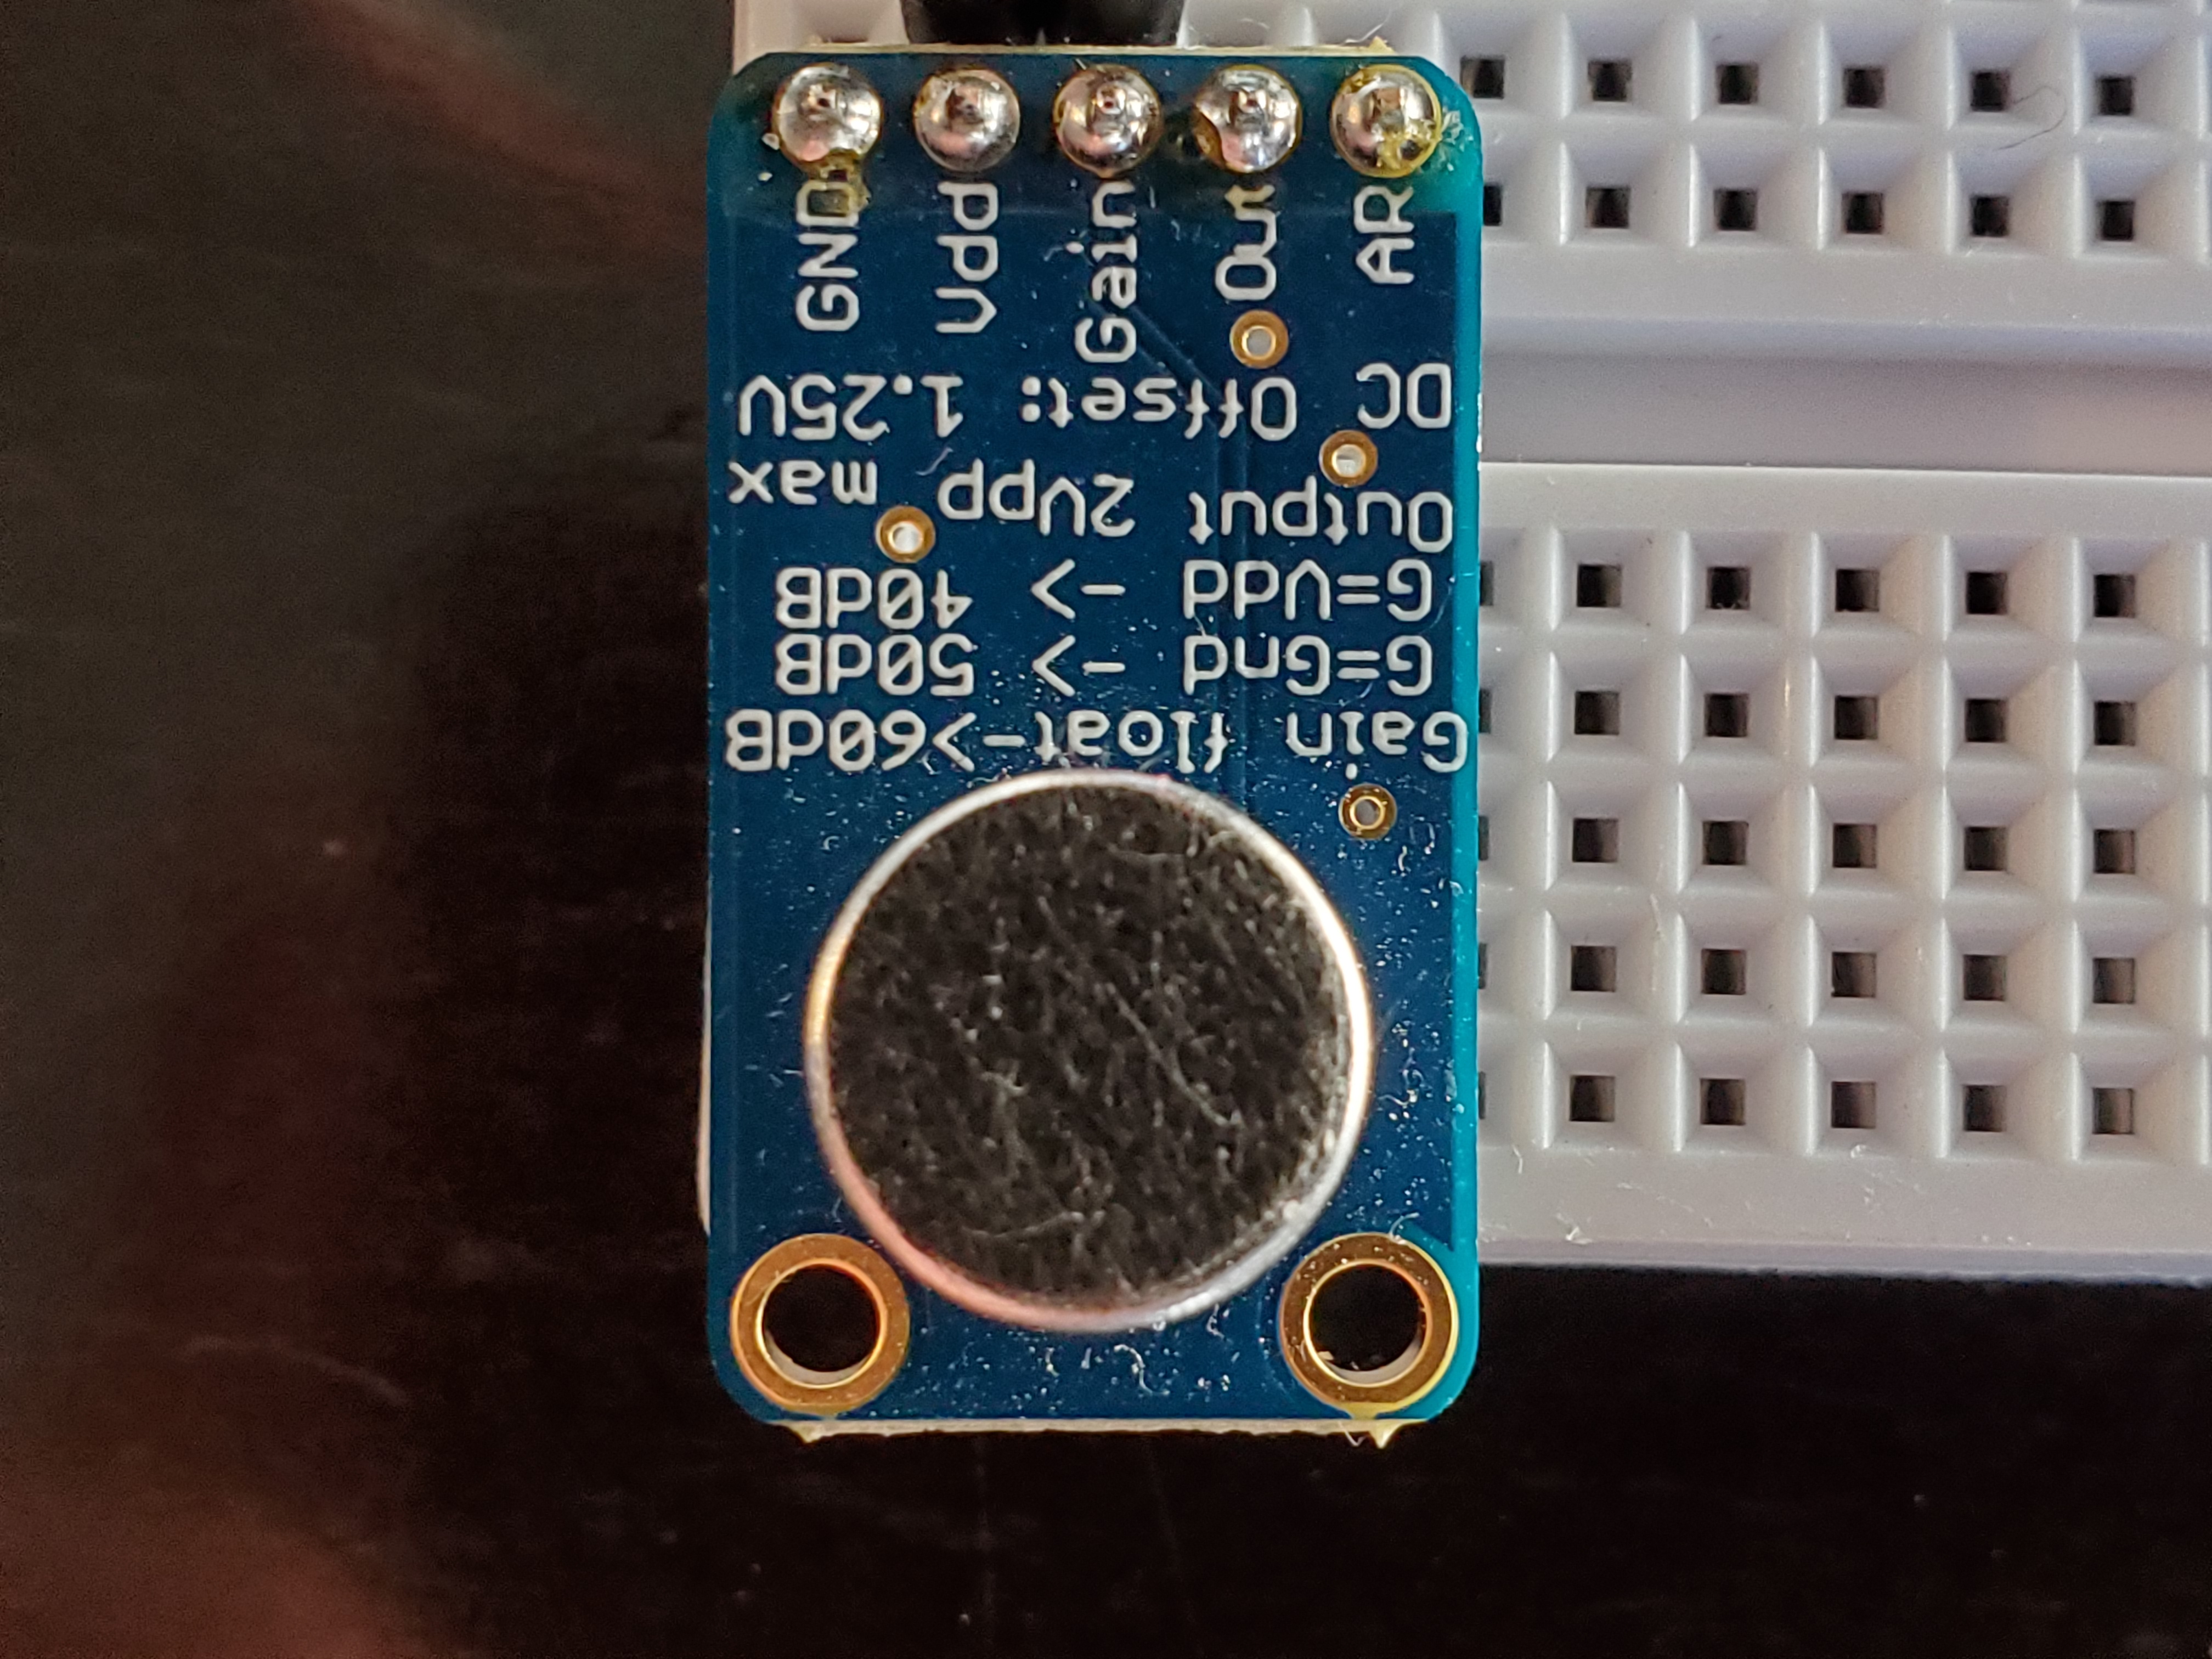 GND
Vdd
Gain
Out
AR
Gain float->60dB
G=Gnd -> 50dB
G=Vdd -> 40dB
Output 2Vpp max
DC Offset: 1.25V